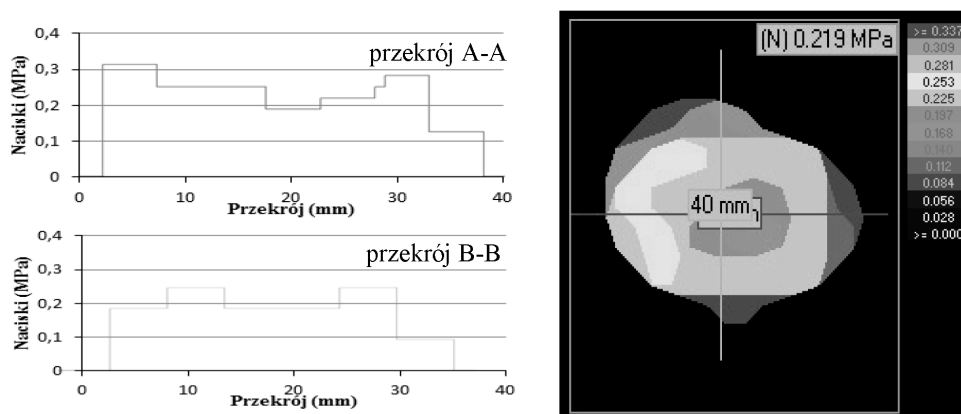 przekrój A-A
Naciski (MPa)
0,4
0,3
0,2
0,1
0
0 10 20 30 40
Przekrój (mm)
przekrój B-B
Naciski (MPa)
0,4
0,3
0,2
0,1
0
0 10 20 30 40
Przekrój (mm)
(N) 0.219 MPa
40 mm
>= 0.337
0.309
0.281
0.253
0.225
0.197
0.168
0.140
0.112
0.084
0.056
0.028
>= 0.000